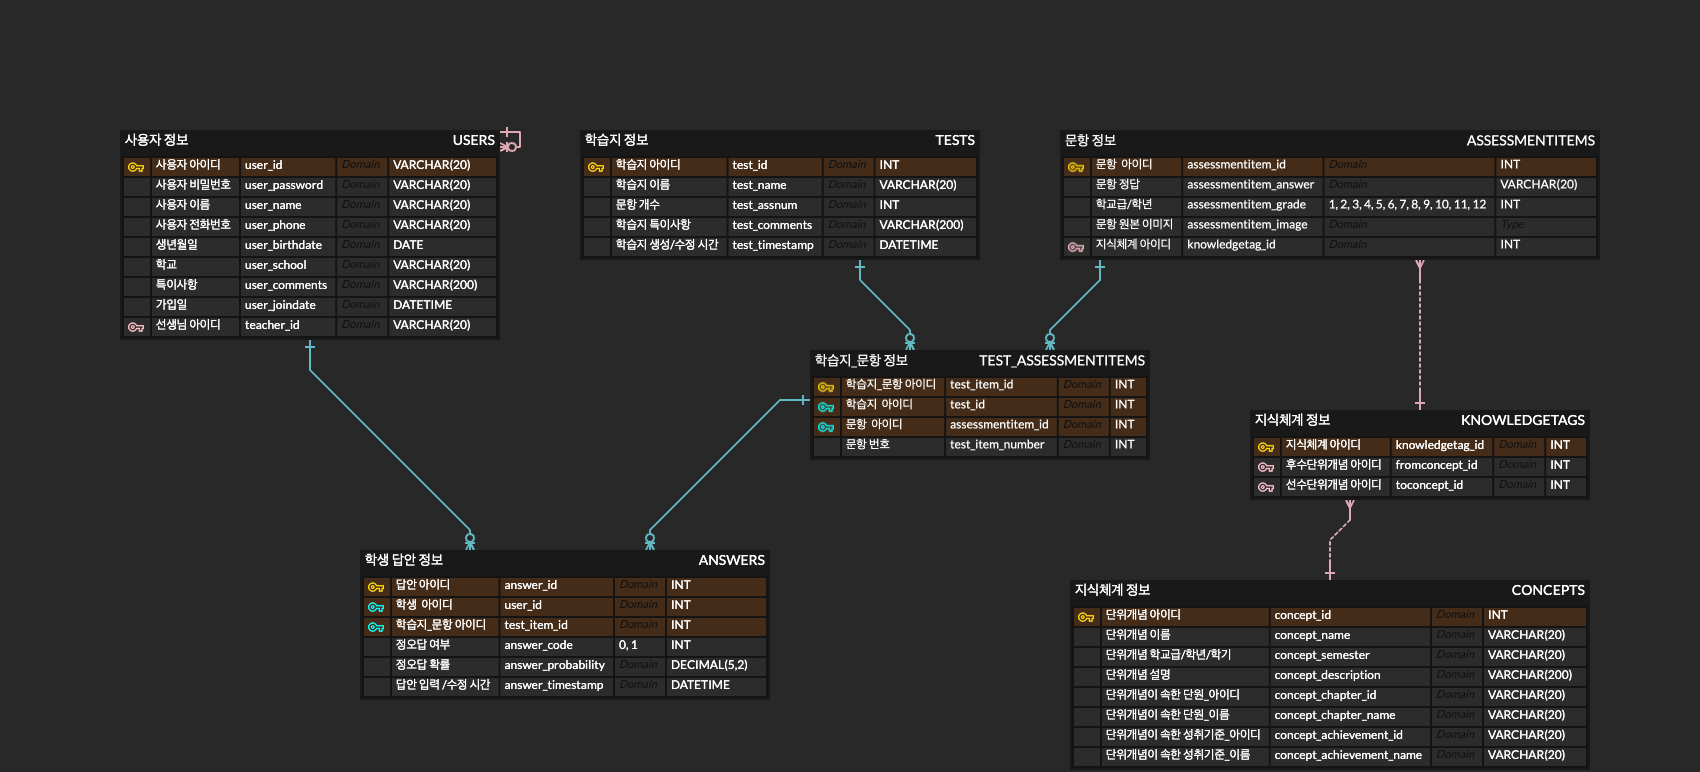 사용자 정보 USERS
사용자 아이디 user_id Domain VARCHAR(20)
사용자 비밀번호 user_password Domain VARCHAR(20)
사용자 이름 user_name Domain VARCHAR(20)
사용자 전화번호 user_phone Domain VARCHAR(20)
생년월일 user_birthdate Domain DATE
학교 user_school Domain VARCHAR(20)
특이사항 user_comments Domain VARCHAR(200)
가입일 user_joindate Domain DATETIME
선생님 아이디 teacher_id Domain VARCHAR(20)
학습지 정보 TESTS
학습지 아이디 test_id Domain INT
학습지 이름 test_name Domain VARCHAR(20)
문항 개수 test_assnum Domain INT
학습지 특이사항 test_comments Domain VARCHAR(200)
학습지 생성/수정 시간 test_timestamp Domain DATETIME
문항 정보 ASSESSMENTITEMS
문항 아이디 assessmentitem_id Domain INT
문항 정답 assessmentitem_answer Domain VARCHAR(20)
학교급/학년 assessmentitem_grade 1, 2, 3, 4, 5, 6, 7, 8, 9, 10, 11, 12 INT
문항 원본 이미지 assessmentitem_image Domain Type
지식체계 아이디 knowledgetag_id Domain INT
학습지_문항 정보 TEST_ASSESSMENTITEMS
학습지_문항 아이디 test_item_id Domain INT
학습지 아이디 test_id Domain INT
문항 아이디 assessmentitem_id Domain INT
문항 번호 test_item_number Domain INT
지식체계 정보 KNOWLEDGETAGS
지식체계 아이디 knowledgetag_id Domain INT
후수단위개념 아이디 fromconcept_id Domain INT
선수단위개념 아이디 toconcept_id Domain INT
학생 답안 정보 ANSWERS
답안 아이디 answer_id Domain INT
학생 아이디 user_id Domain INT
학습지_문항 아이디 test_item_id Domain INT
정오답 여부 answer_code 0, 1 INT
정오답 확률 answer_probability Domain DECIMAL(5,2)
답안 입력 /수정 시간 answer_timestamp Domain DATETIME
지식체계 정보 CONCEPTS
단위개념 아이디 concept_id Domain INT
단위개념 이름 concept_name Domain VARCHAR(20)
단위개념 학교급/학년/학기 concept_semester Domain VARCHAR(20)
단위개념 설명 concept_description Domain VARCHAR(200)
단위개념이 속한 단원_아이디 concept_chapter_id Domain VARCHAR(20)
단위개념이 속한 단원_이름 concept_chapter_name Domain VARCHAR(20)
단위개념이 속한 성취기준_아이디 concept_achievement_id Domain VARCHAR(20)
단위개념이 속한 성취기준_이름 concept_achievement_name Domain VARCHAR(20)